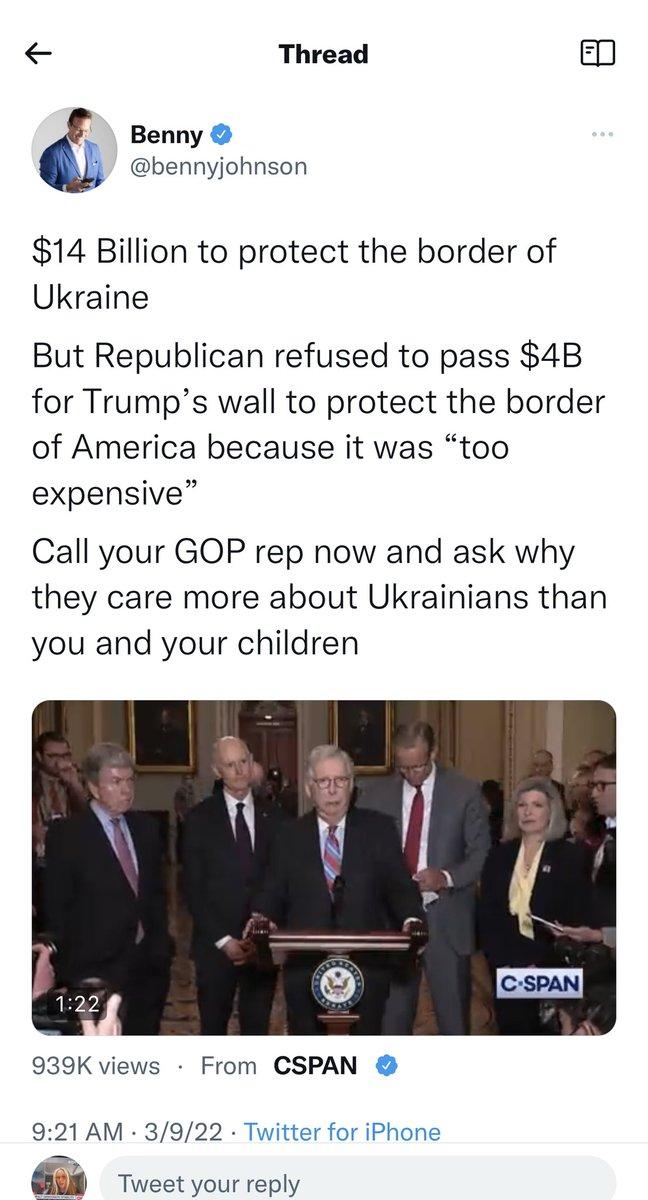 Thread
Benny
@bennyjohnson
$14 Billion to protect the border of
Ukraine
But Republican refused to pass $4B
for Trump’s wall to protect the border
of America because it was “too
expensive”
Call your GOP rep now and ask why
they care more about Ukrainians than
you and your children
C-SPAN
1:22
939K views · From CSPAN
9:21 AM · 3/9/22 · Twitter for iPhone
Tweet your reply